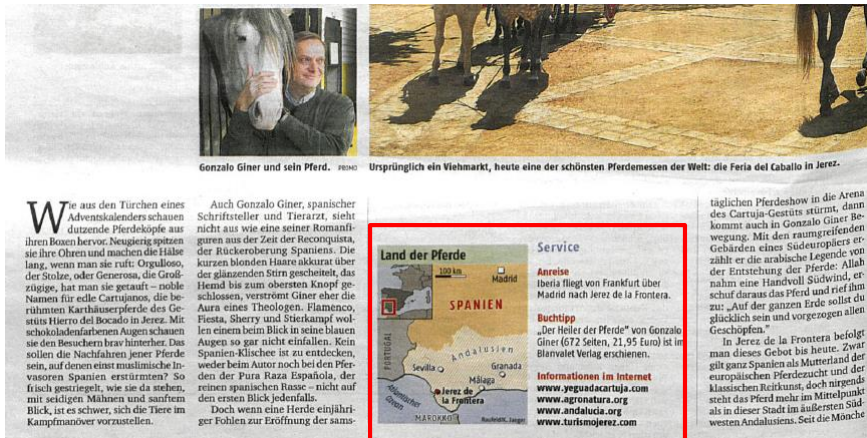 Gonzalo Giner und sein Pferd. PRIMO
Ursprünglich ein Viehmarkt, heute eine der schönsten Pferdemessen der Welt: die Feria del Caballo in Jerez.
Wie aus den Türchen eines
Adventskalenders schauen
dutzende Pferdeköpfe aus
ihren Boxen hervor. Neugierig spitzen
sie ihre Ohren und machen die Hälse
lang, wenn man sie ruft: Orgulloso,
der Stolze, oder Generosa, die Groß-
zügige, hat man sie getauft – noble
Namen für edle Cartujanos, die be-
rühmten Karthäuserpferde des Ge-
stüts Hierro del Bocado in Jerez. Mit
schokoladenfarbenen Augen schauen
sie den Besuchern brav hinterher. Das
sollen die Nachfahren jener Pferde
sein, auf denen einst muslimische In-
vasoren Spanien erstürmten? So
frisch gestriegelt, wie sie da stehen,
mit seidigen Mähnen und sanftem
Blick, ist es schwer, sich die Tiere im
Kampfmanöver vorzustellen.
Auch Gonzalo Giner, spanischer
Schriftsteller und Tierarzt, sieht
nicht aus wie eine seiner Romanfi-
guren aus der Zeit der Reconquista,
der Rückeroberung Spaniens. Die
kurzen blonden Haare akkurat über
der glänzenden Stirn gescheitelt, das
Hemd bis zum obersten Knopf ge-
schlossen, verströmt Giner eher die
Aura eines Theologen. Flamenco,
Fiesta, Sherry und Stierkampf wol-
len einem beim Blick in seine blauen
Augen so gar nicht einfallen. Kein
Spanien-Klischee ist zu entdecken,
weder beim Autor noch bei den Pfer-
den der Pura Raza Española, der
reinen spanischen Rasse – nicht auf
den ersten Blick jedenfalls.
Doch wenn eine Herde einjähri-
ger Fohlen zur Eröffnung der sams-
Land der Pferde
100 km
Madrid
SPANIEN
PORTUGAL
Andalusien
Sevilla
Granada
Málaga
Jerez de
la Frontera
Atlantischer
Ozean
MAROKKO
Service
Anreise
Iberia fliegt von Frankfurt über
Madrid nach Jerez de la Frontera.
Buchtipp
„Der Heiler der Pferde“ von Gonzalo
Giner (672 Seiten, 21,95 Euro) ist im
Blanvalet Verlag erschienen.
Informationen im Internet
www.yeguadacartuja.com
www.agronatura.org
www.andalucia.org
www.turismojerez.com
täglichen Pferdeshow in die Arena
des Cartuja-Gestüts stürmt, dann
kommt auch in Gonzalo Giner Be-
wegung. Mit den raumgreifenden
Gebärden eines Südeuropäers er-
zählt er die arabische Legende von
der Entstehung der Pferde: Allah
nahm eine Handvoll Südwind, er
schuf daraus das Pferd und rief ihm
zu: „Auf der ganzen Erde sollst du
glücklich sein und vorgezogen allen
Geschöpfen.“
In Jerez de la Frontera befolgt
man dieses Gebot bis heute. Zwar
gilt ganz Spanien als Mutterland der
europäischen Pferdezucht und der
klassischen Reitkunst, doch nirgends
steht das Pferd mehr im Mittelpunkt
als in dieser Stadt im äußersten Süd-
westen Andalusiens. Seit die Mönche